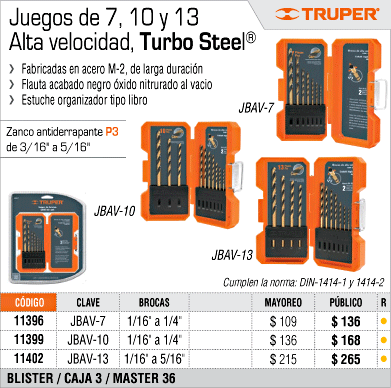 Juegos de 7, 10 y 13
Alta velocidad, Turbo Steel®
TRUPER®
› Fabricadas en acero M-2, de larga duración
› Flauta acabado negro óxido nitrurado al vacio
› Estuche organizador tipo libro
JBAV-7
Zanco antiderrapante P3
de 3/16" a 5/16"
TRUPER
JBAV-10
JBAV-13
Cumplen la norma: DIN-1414-1 y 1414-2
CÓDIGO CLAVE BROCAS MAYOREO PÚBLICO R
11396 JBAV-7 1/16" a 1/4" $ 109 $ 136
11399 JBAV-10 1/16" a 1/4" $ 136 $ 168
11402 JBAV-13 1/16" a 5/16" $ 215 $ 265
BLISTER / CAJA 3 / MASTER 36